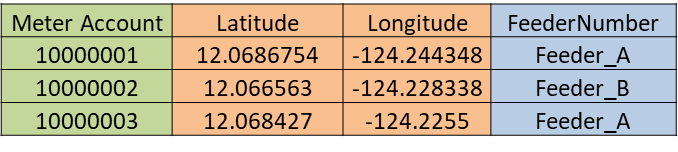 Meter Account Latitude Longitude FeederNumber
10000001 12.0686754 -124.244348 Feeder_A
10000002 12.066563 -124.228338 Feeder_B
10000003 12.068427 -124.2255 Feeder_A